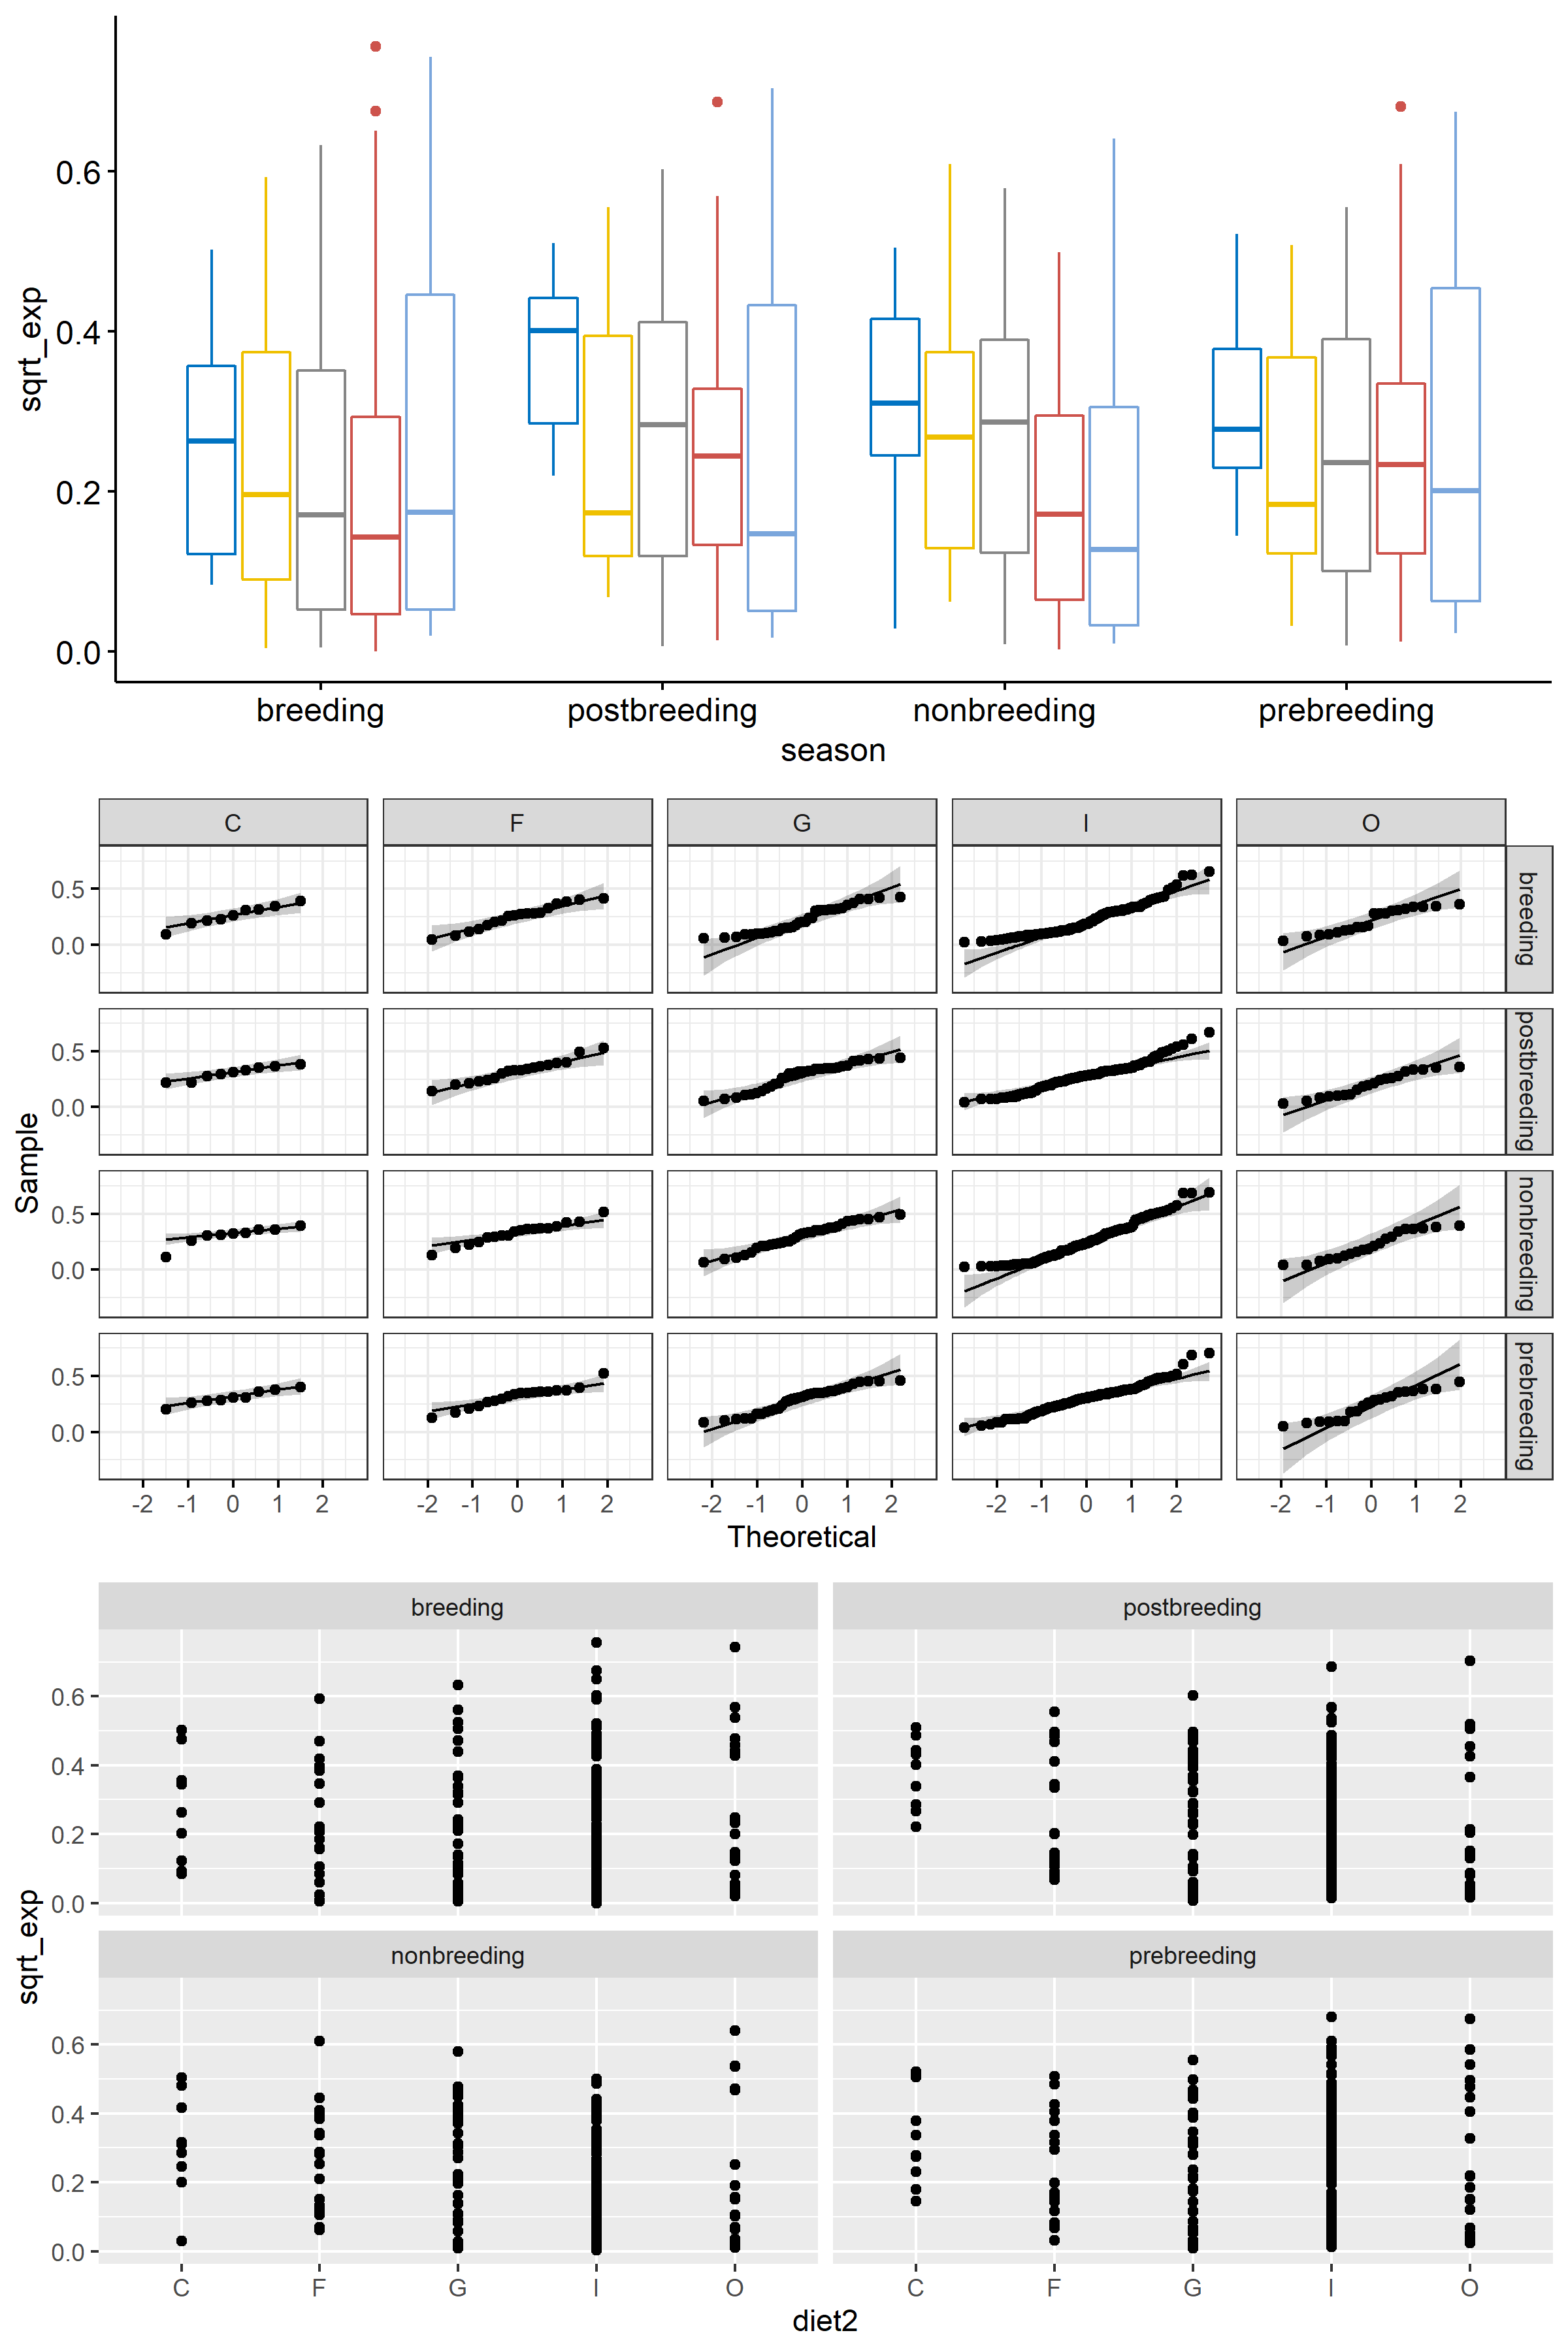 sqrt_exp
0.6
0.4
0.2
0.0
breeding postbreeding nonbreeding prebreeding
season
C F G I O
Sample
0.5
0.0
breeding
0.5
0.0
postbreeding
0.5
0.0
nonbreeding
0.5
0.0
prebreeding
-2 -1 0 1 2 -2 -1 0 1 2 -2 -1 0 1 2 -2 -1 0 1 2 -2 -1 0 1 2
Theoretical
breeding postbreeding
sqrt_exp
0.6
0.4
0.2
0.0
nonbreeding prebreeding
0.6
0.4
0.2
0.0
C F G I O C F G I O
diet2